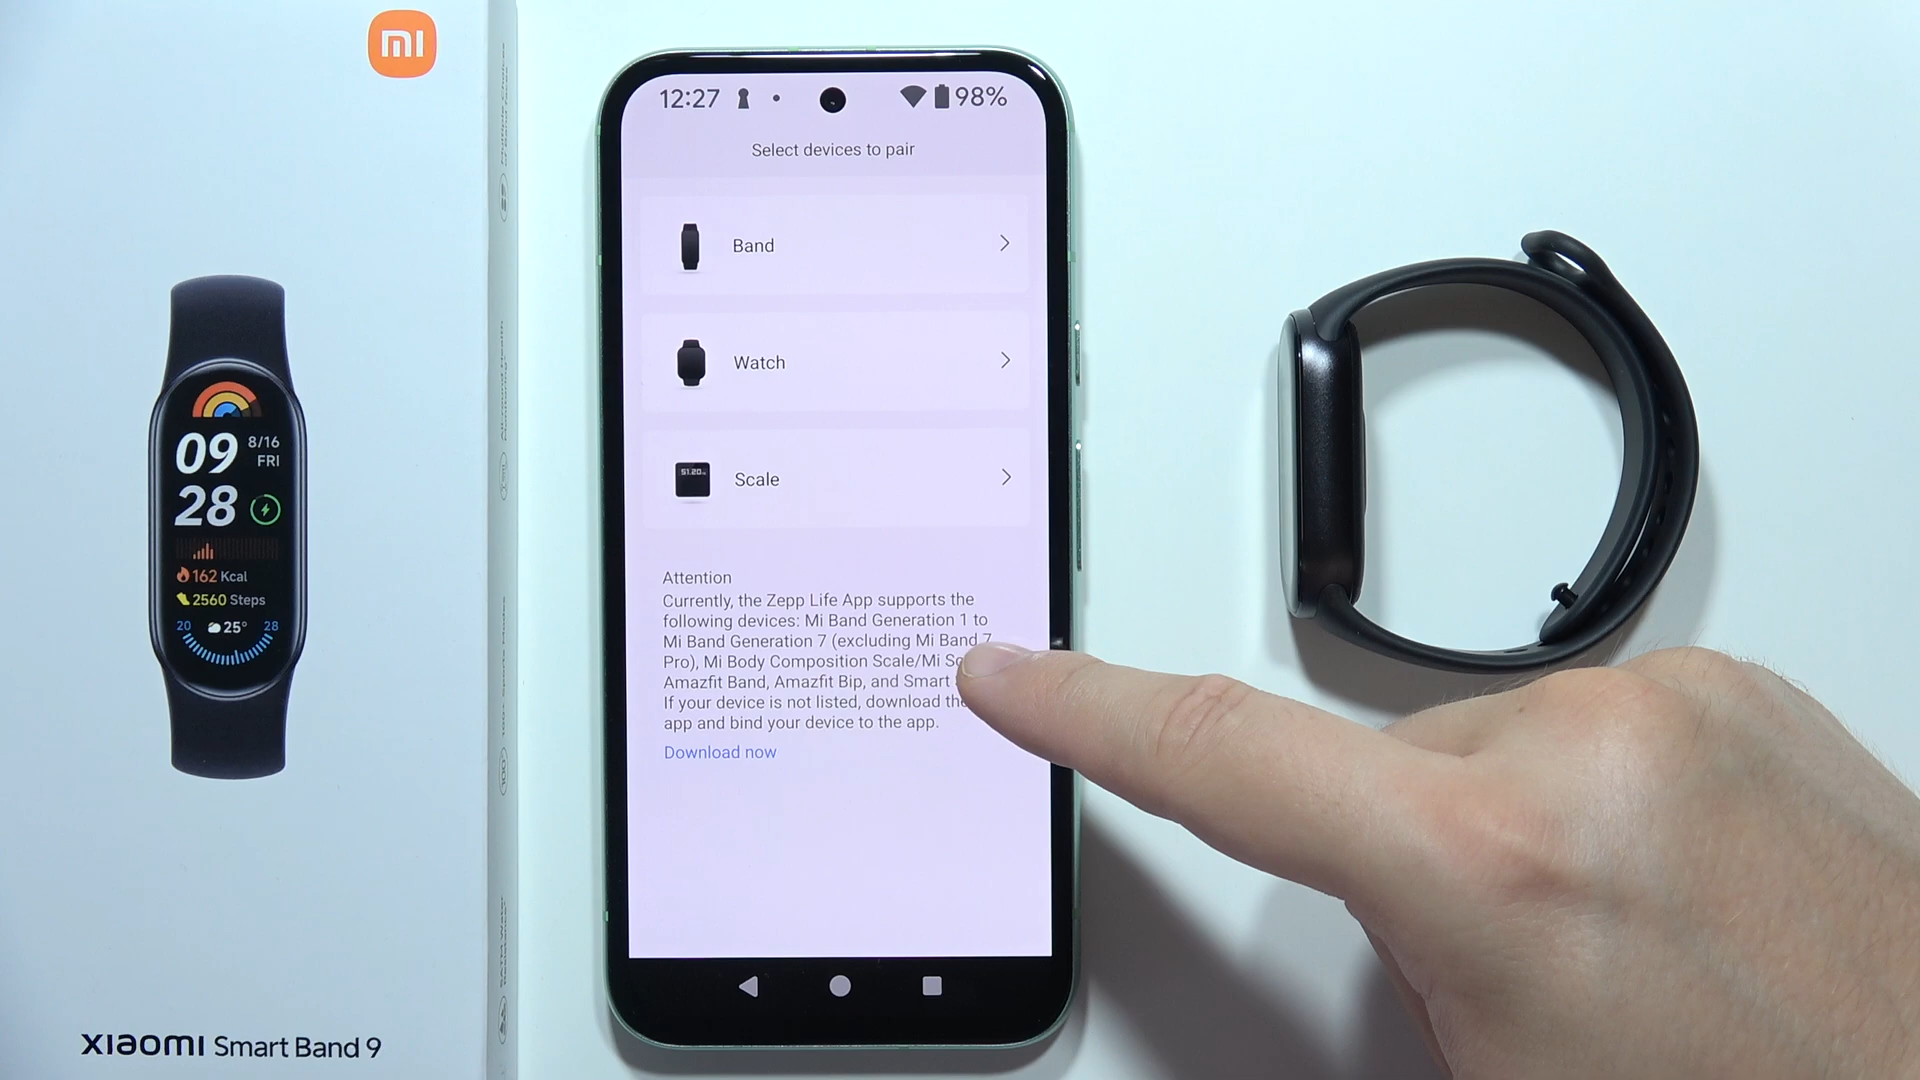 mi
09
8/16
FRI
28
162 Kcal
2560 Steps
20 25° 28
xiaomi Smart Band 9
12:27 98%
Select devices to pair
Band
Watch
51.20
Scale
Attention
Currently, the Zepp Life App supports the
following devices: Mi Band Generation 1 to
Mi Band Generation 7 (excluding Mi Band 7
Pro), Mi Body Composition Scale/Mi
Amazfit Band, Amazfit Bip, and Smart
If your device is not listed, download
app and bind your device to the app.
Download now